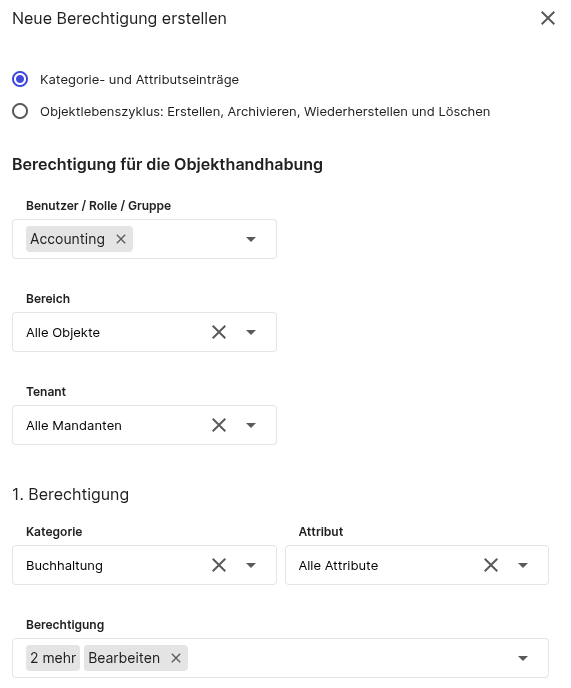 Neue Berechtigung erstellen
Kategorie- und Attributseinträge
Objektlebenszyklus: Erstellen, Archivieren, Wiederherstellen und Löschen
Berechtigung für die Objekthandhabung
Benutzer / Rolle / Gruppe
Accounting
Bereich
Alle Objekte
Tenant
Alle Mandanten
1. Berechtigung
Kategorie Attribut
Buchhaltung Alle Attribute
Berechtigung
2 mehr Bearbeiten